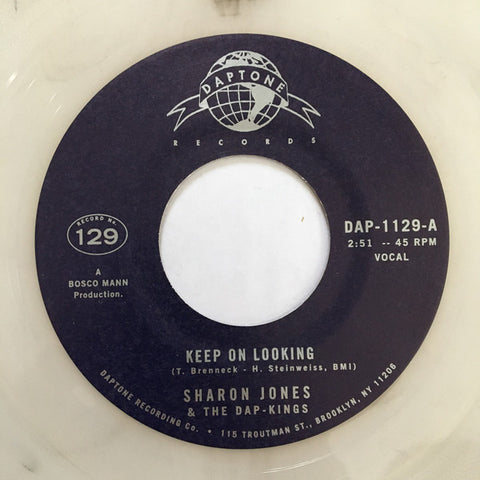 DAPTONE
RECORDS
RECORD No.
129
A
BOSCO MANN
Production.
DAP-1129-A
2:51 -- 45 RPM
VOCAL
KEEP ON LOOKING
(T. Brenneck - H. Steinweiss, BMI)
SHARON JONES
& THE DAP-KINGS
DAPTONE RECORDING Co. • 115 TROUTMAN ST., BROOKLYN, NY 11206